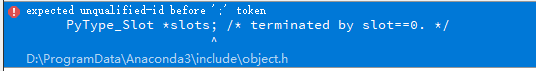 expected unqualified-id before ';' token
PyType_Slot *slots; /* terminated by slot==0. */
^
D:\ProgramData\Anaconda3\include\object.h